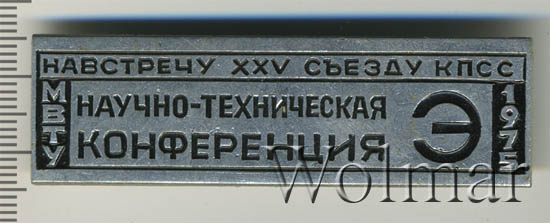 НАВСТРЕЧУ XXV СЪЕЗДУ КПСС
МВТУ
НАУЧНО-ТЕХНИЧЕСКАЯ
КОНФЕРЕНЦИЯ
Э
1975
Wolmar